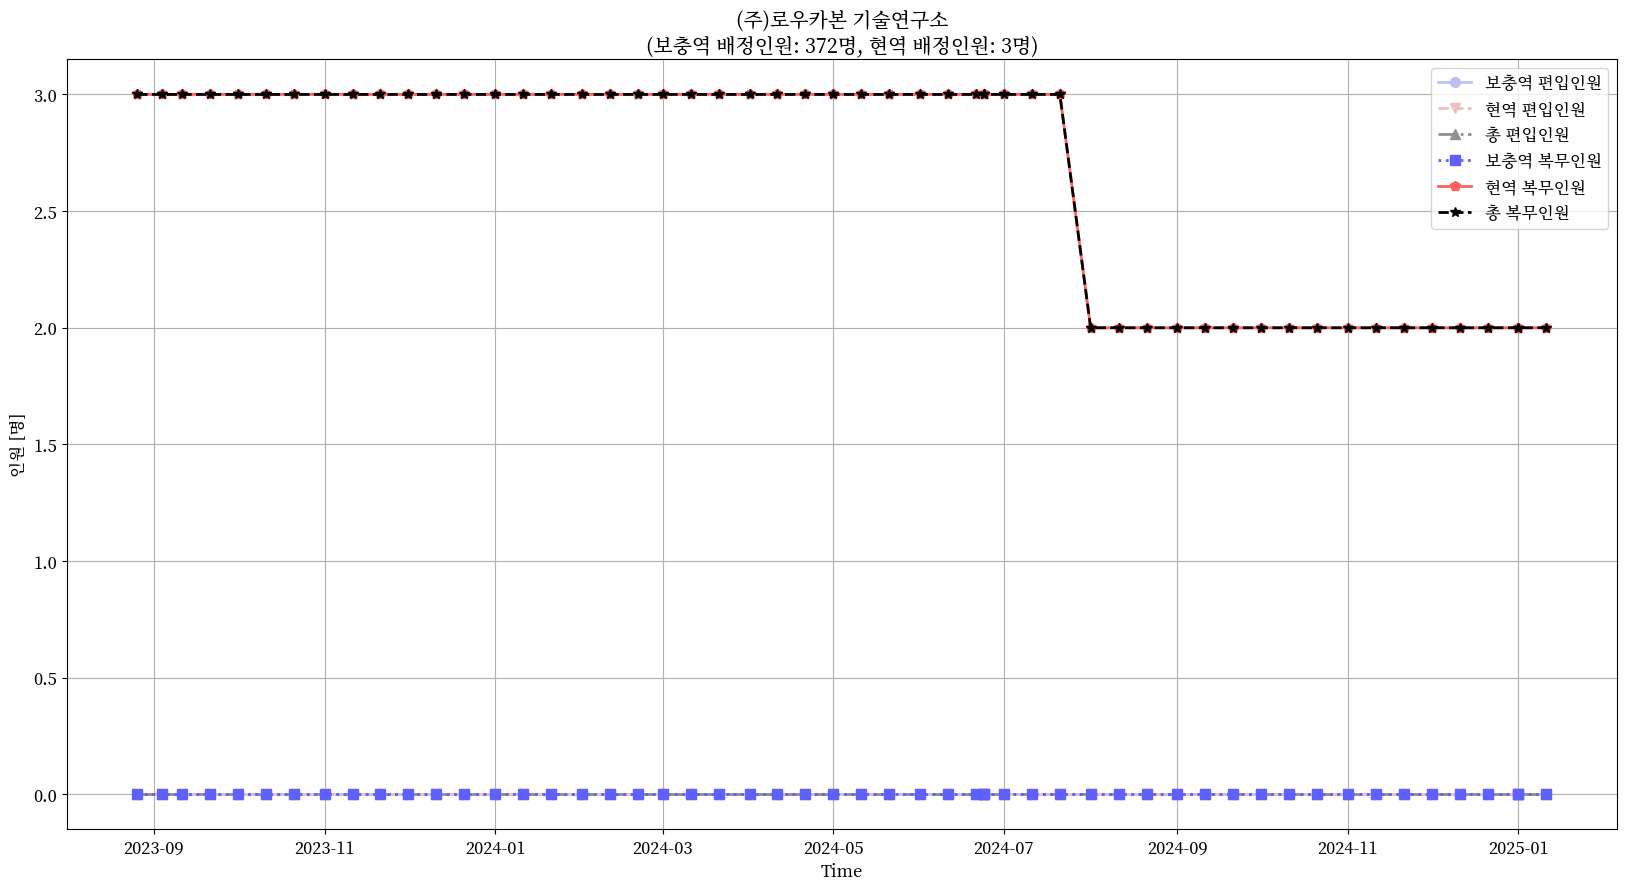 (주)로우카본 기술연구소
(보충역 배정인원: 372명, 현역 배정인원: 3명)
보충역 편입인원
현역 편입인원
총 편입인원
보충역 복무인원
현역 복무인원
총 복무인원
인원 [명]
3.0
2.5
2.0
1.5
1.0
0.5
0.0
2023-09 2023-11 2024-01 2024-03 2024-05 2024-07 2024-09 2024-11 2025-01
Time